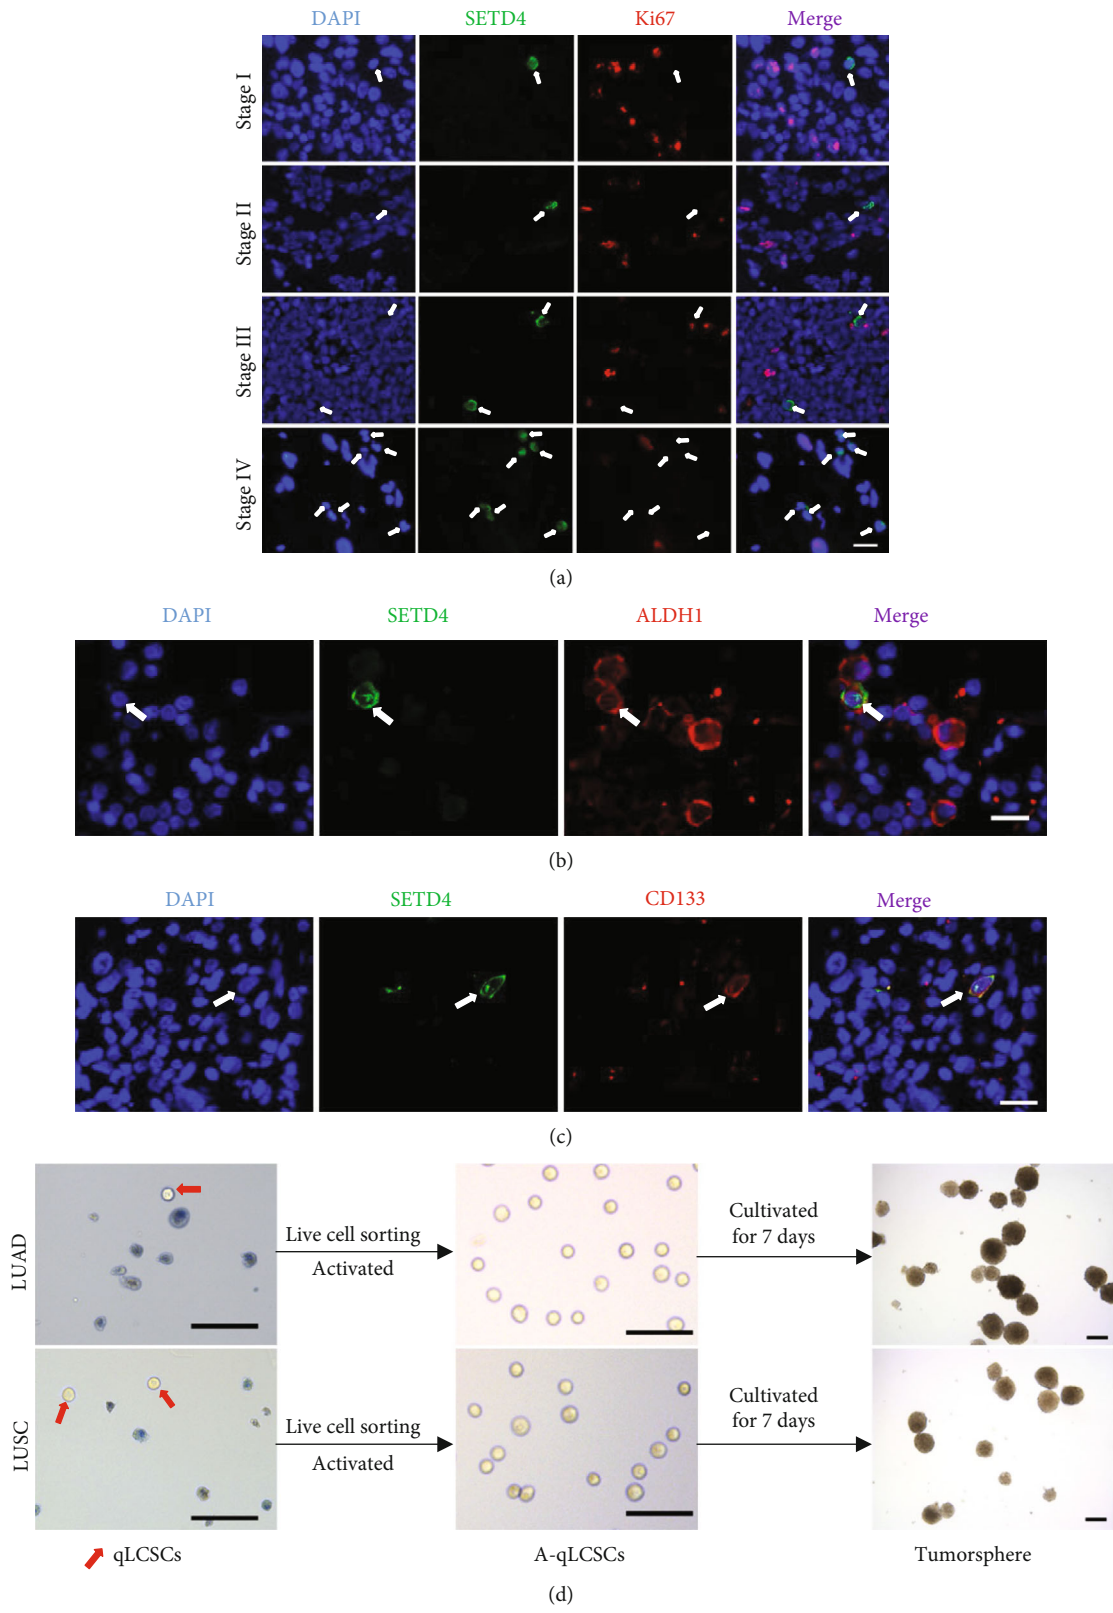 DAPI SETD4 Ki67 Merge
Stage I
Stage II
Stage III
Stage IV
(a)
DAPI SETD4 ALDH1 Merge
(b)
DAPI SETD4 CD133 Merge
(c)
LUAD
Live cell sorting
Activated
Cultivated
for 7 days
LUSC
Live cell sorting
Activated
Cultivated
for 7 days
qLCSCs A-qLCSCs Tumorsphere
(d)